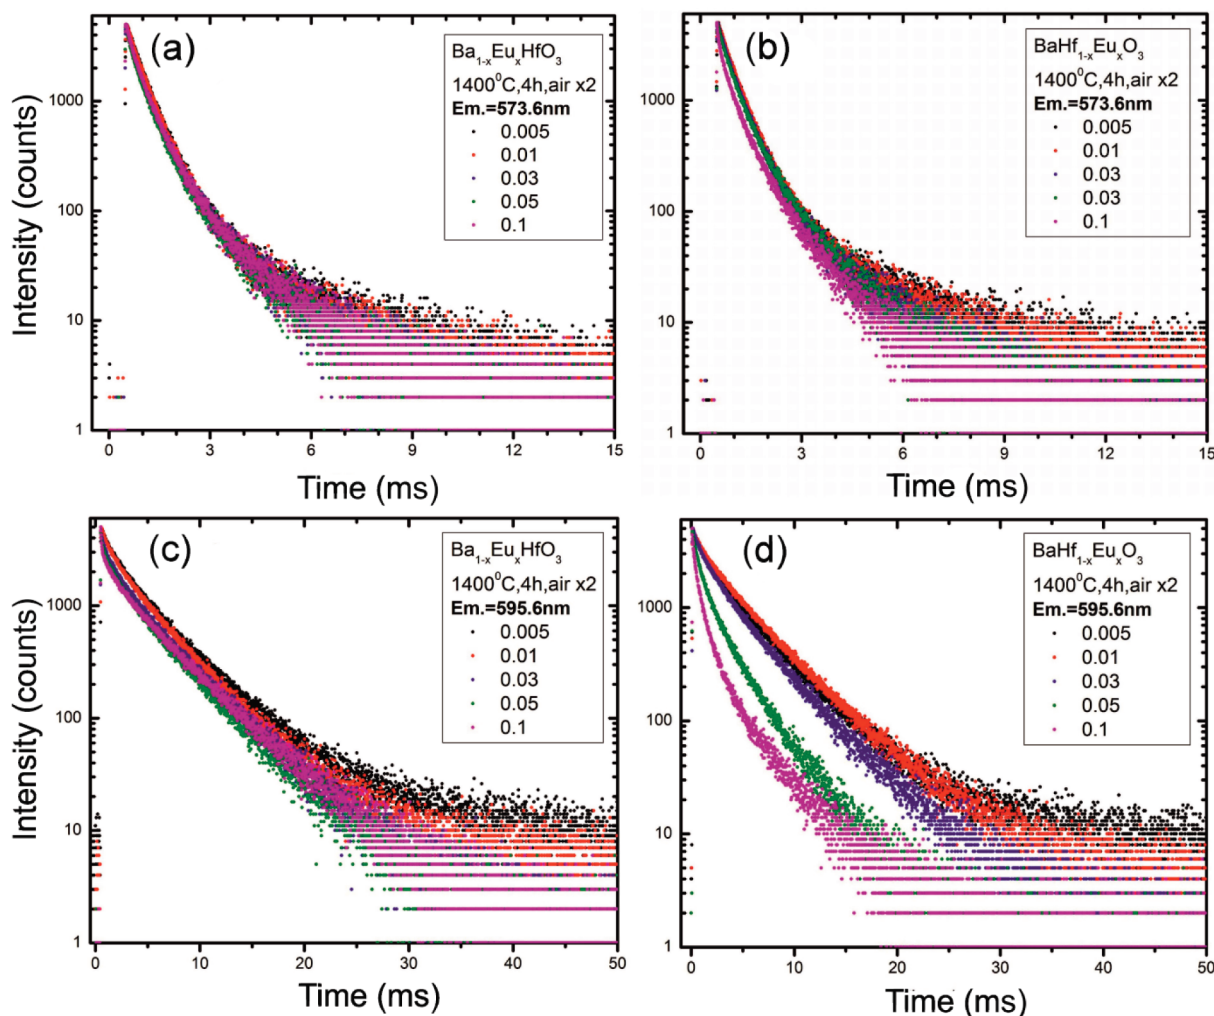 (a)
Ba1-xEuxHfO3
1400⁰C,4h,air x2
Em.=573.6nm
0.005
0.01
0.03
0.05
0.1
Intensity (counts)
1000
100
10
1
0 3 6 9 12 15
Time (ms)
(b)
BaHf1-xEuxO3
1400⁰C,4h,air x2
Em.=573.6nm
0.005
0.01
0.03
0.03
0.1
1000
100
10
1
0 3 6 9 12 15
Time (ms)
(c)
Ba1-xEuxHfO3
1400⁰C,4h,air x2
Em.=595.6nm
0.005
0.01
0.03
0.05
0.1
Intensity (counts)
1000
100
10
1
0 10 20 30 40 50
Time (ms)
(d)
BaHf1-xEuxO3
1400⁰C,4h,air x2
Em.=595.6nm
0.005
0.01
0.03
0.05
0.1
1000
100
10
1
0 10 20 30 40 50
Time (ms)